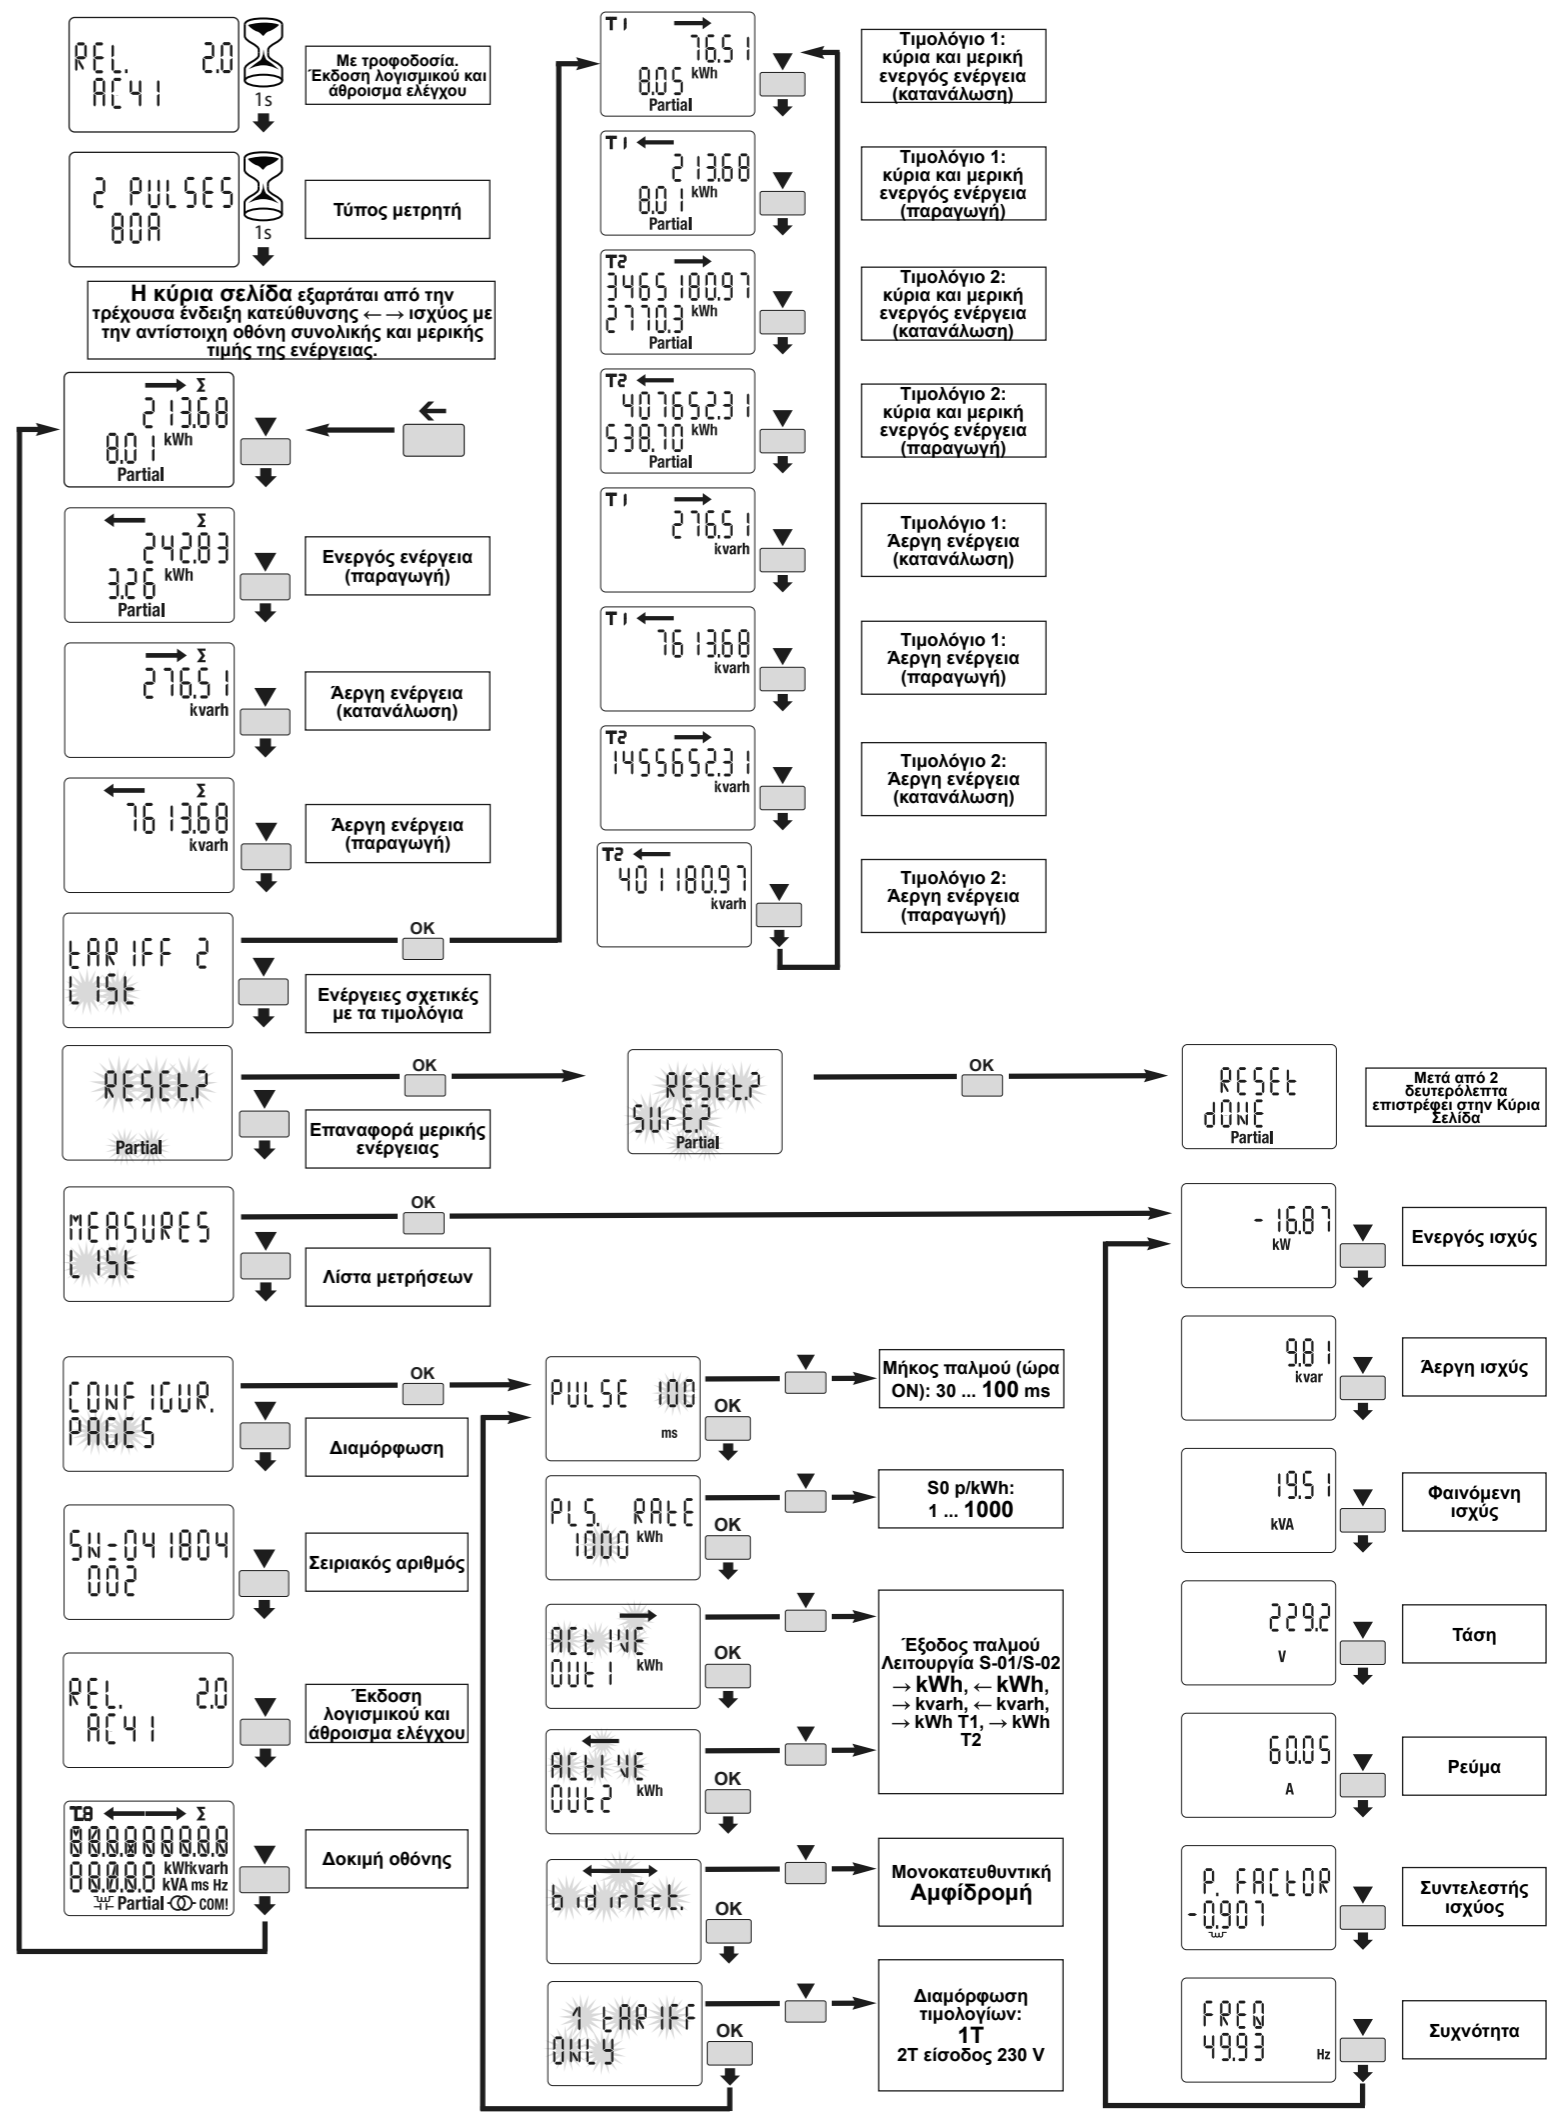 REL. 2.0
AC41
1s
Με τροφοδοσία.
Έκδοση λογισμικού και
άθροισμα ελέγχου
2 PULSES
80A
1s
Τύπος μετρητή
Η κύρια σελίδα εξαρτάται από την
τρέχουσα ένδειξη κατεύθυνσης ←→ ισχύος με
την αντίστοιχη οθόνη συνολικής και μερικής
τιμής της ενέργειας.
→ Σ
213.68
8.01 kWh
Partial
←
← Σ
242.83
3.26 kWh
Partial
Ενεργός ενέργεια
(παραγωγή)
→ Σ
276.51
kvarh
Άεργη ενέργεια
(κατανάλωση)
← Σ
7613.68
kvarh
Άεργη ενέργεια
(παραγωγή)
tARIFF 2
LISt
OK
Ενέργειες σχετικές
με τα τιμολόγια
T1 →
76.51
8.05 kWh
Partial
Τιμολόγιο 1:
κύρια και μερική
ενεργός ενέργεια
(κατανάλωση)
T1 ←
213.68
8.01 kWh
Partial
Τιμολόγιο 1:
κύρια και μερική
ενεργός ενέργεια
(παραγωγή)
T2 →
3465180.97
2770.3 kWh
Partial
Τιμολόγιο 2:
κύρια και μερική
ενεργός ενέργεια
(κατανάλωση)
T2 ←
407652.31
538.70 kWh
Partial
Τιμολόγιο 2:
κύρια και μερική
ενεργός ενέργεια
(παραγωγή)
T1 →
276.51
kvarh
Τιμολόγιο 1:
Άεργη ενέργεια
(κατανάλωση)
T1 ←
7613.68
kvarh
Τιμολόγιο 1:
Άεργη ενέργεια
(παραγωγή)
T2 →
1455652.31
kvarh
Τιμολόγιο 2:
Άεργη ενέργεια
(κατανάλωση)
T2 ←
401180.97
kvarh
Τιμολόγιο 2:
Άεργη ενέργεια
(παραγωγή)
RESEt.?
Partial
OK
Επαναφορά μερικής
ενέργειας
RESEt.?
SUrE.?
Partial
OK
RESEt
dONE
Partial
Μετά από 2
δευτερόλεπτα
επιστρέφει στην Κύρια
Σελίδα
MEASURES
LISt
OK
Λίστα μετρήσεων
-16.87
kW
Ενεργός ισχύς
9.81
kvar
Άεργη ισχύς
19.51
kVA
Φαινόμενη
ισχύς
229.2
V
Τάση
60.05
A
Ρεύμα
P. FACtOR
-0.907
Συντελεστής
ισχύος
FREQ
49.93 Hz
Συχνότητα
CONFIGUR.
PAGES
OK
Διαμόρφωση
SN=041804
002
Σειριακός αριθμός
REL. 2.0
AC41
Έκδοση
λογισμικού και
άθροισμα ελέγχου
T.8 ←→ Σ
kWhkvarh
kVA ms Hz
Partial COM!
Δοκιμή οθόνης
PULSE 100
ms
OK
Μήκος παλμού (ώρα
ON): 30 ... 100 ms
PLS. RAtE
1000 kWh
OK
S0 p/kWh:
1 ... 1000
→
ACtIVE
OUt1 kWh
OK
←
ACtIVE
OUt2 kWh
OK
Έξοδος παλμού
Λειτουργία S-01/S-02
→ kWh, ← kWh,
→ kvarh, ← kvarh,
→ kWh T1, → kWh
T2
bidirEct.
OK
Μονοκατευθυντική
Αμφίδρομή
1 tARIFF
ONLY
OK
Διαμόρφωση
τιμολογίων:
1T
2T είσοδος 230 V